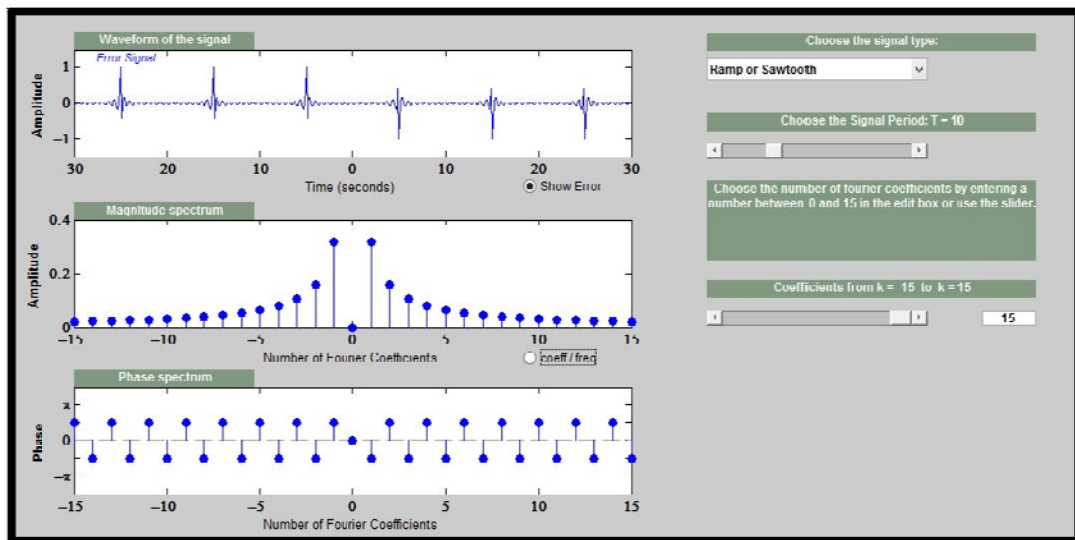 Waveform of the signal
Error Signal
Amplitude
1
0
−1
30 20 10 0 10 20 30
Time (seconds)
Show Error
Magnitude spectrum
Amplitude
0.4
0.2
0
−15 −10 −5 0 5 10 15
Number of Fourier Coefficients
coeff / freq
Phase spectrum
Phase
π
0
−π
−15 −10 −5 0 5 10 15
Number of Fourier Coefficients
Choose the signal type:
Ramp or Sawtooth
Choose the Signal Period: T = 10
Choose the number of fourier coefficients by entering a
number between 0 and 15 in the edit box or use the slider.
Coefficients from k = 15 to k = 15
15